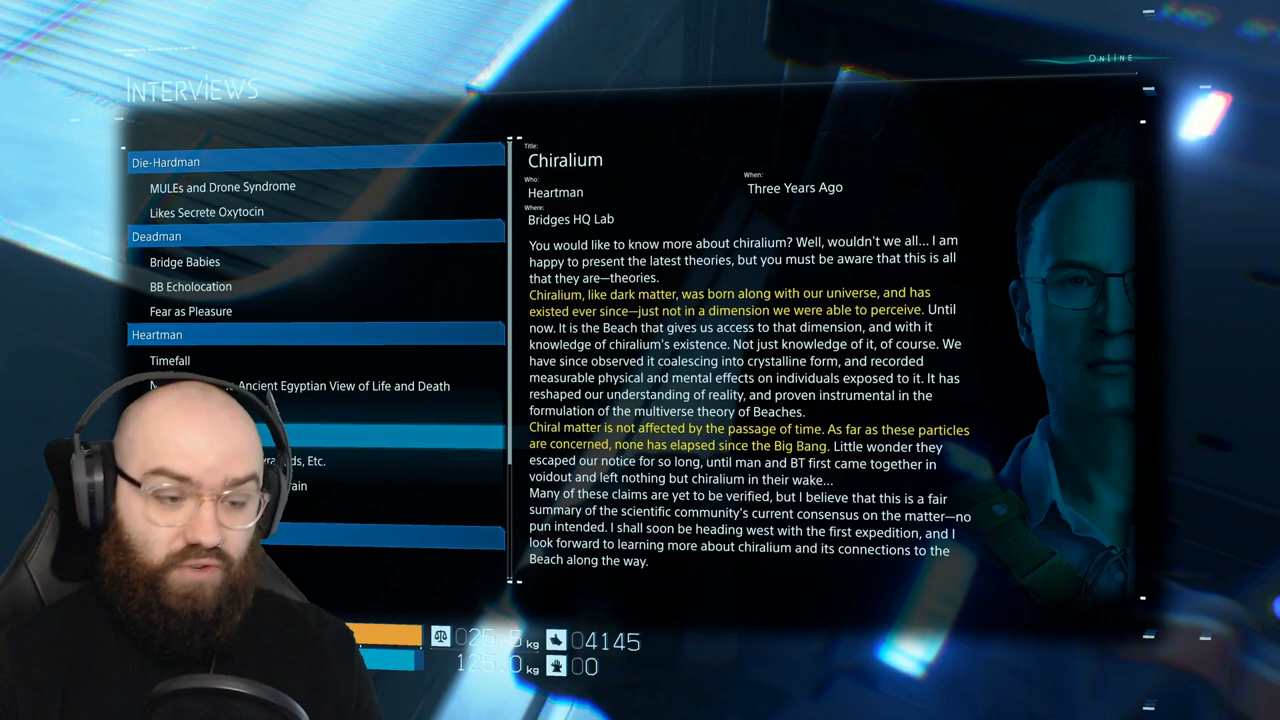 Online
INTERVIEWS
Die-Hardman
MULEs and Drone Syndrome
Likes Secrete Oxytocin
Deadman
Bridge Babies
BB Echolocation
Fear as Pleasure
Heartman
Timefall
Ancient Egyptian View of Life and Death
Etc.
Title:
Chiralium
Who:
Heartman
When:
Three Years Ago
Where:
Bridges HQ Lab
You would like to know more about chiralium? Well, wouldn't we all... I am
happy to present the latest theories, but you must be aware that this is all
that they are—theories.
Chiralium, like dark matter, was born along with our universe, and has
existed ever since—just not in a dimension we were able to perceive. Until
now. It is the Beach that gives us access to that dimension, and with it
knowledge of chiralium's existence. Not just knowledge of it, of course. We
have since observed it coalescing into crystalline form, and recorded
measurable physical and mental effects on individuals exposed to it. It has
reshaped our understanding of reality, and proven instrumental in the
formulation of the multiverse theory of Beaches.
Chiral matter is not affected by the passage of time. As far as these particles
are concerned, none has elapsed since the Big Bang. Little wonder they
escaped our notice for so long, until man and BT first came together in
voidout and left nothing but chiralium in their wake...
Many of these claims are yet to be verified, but I believe that this is a fair
summary of the scientific community's current consensus on the matter—no
pun intended. I shall soon be heading west with the first expedition, and I
look forward to learning more about chiralium and its connections to the
Beach along the way.
025.5 kg 04145
125.0 kg 00